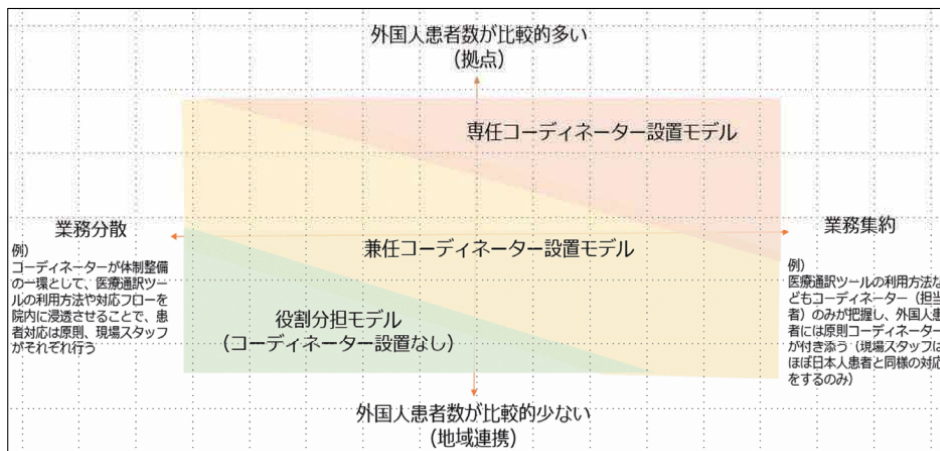 外国人患者数が比較的多い
（拠点）
専任コーディネーター設置モデル
業務分散
例）
コーディネーターが体制整備
の一環として、医療通訳ツー
ルの利用方法や対応フローを
院内に浸透させることで、患
者対応は原則、現場スタッフ
がそれぞれ行う
兼任コーディネーター設置モデル
業務集約
例）
医療通訳ツールの利用方法な
どもコーディネーター（担当
者）のみが把握し、外国人患
者には原則コーディネーター
が付き添う（現場スタッフは
ほぼ日本人患者と同様の対応
をするのみ）
役割分担モデル
（コーディネーター設置なし）
外国人患者数が比較的少ない
（地域連携）